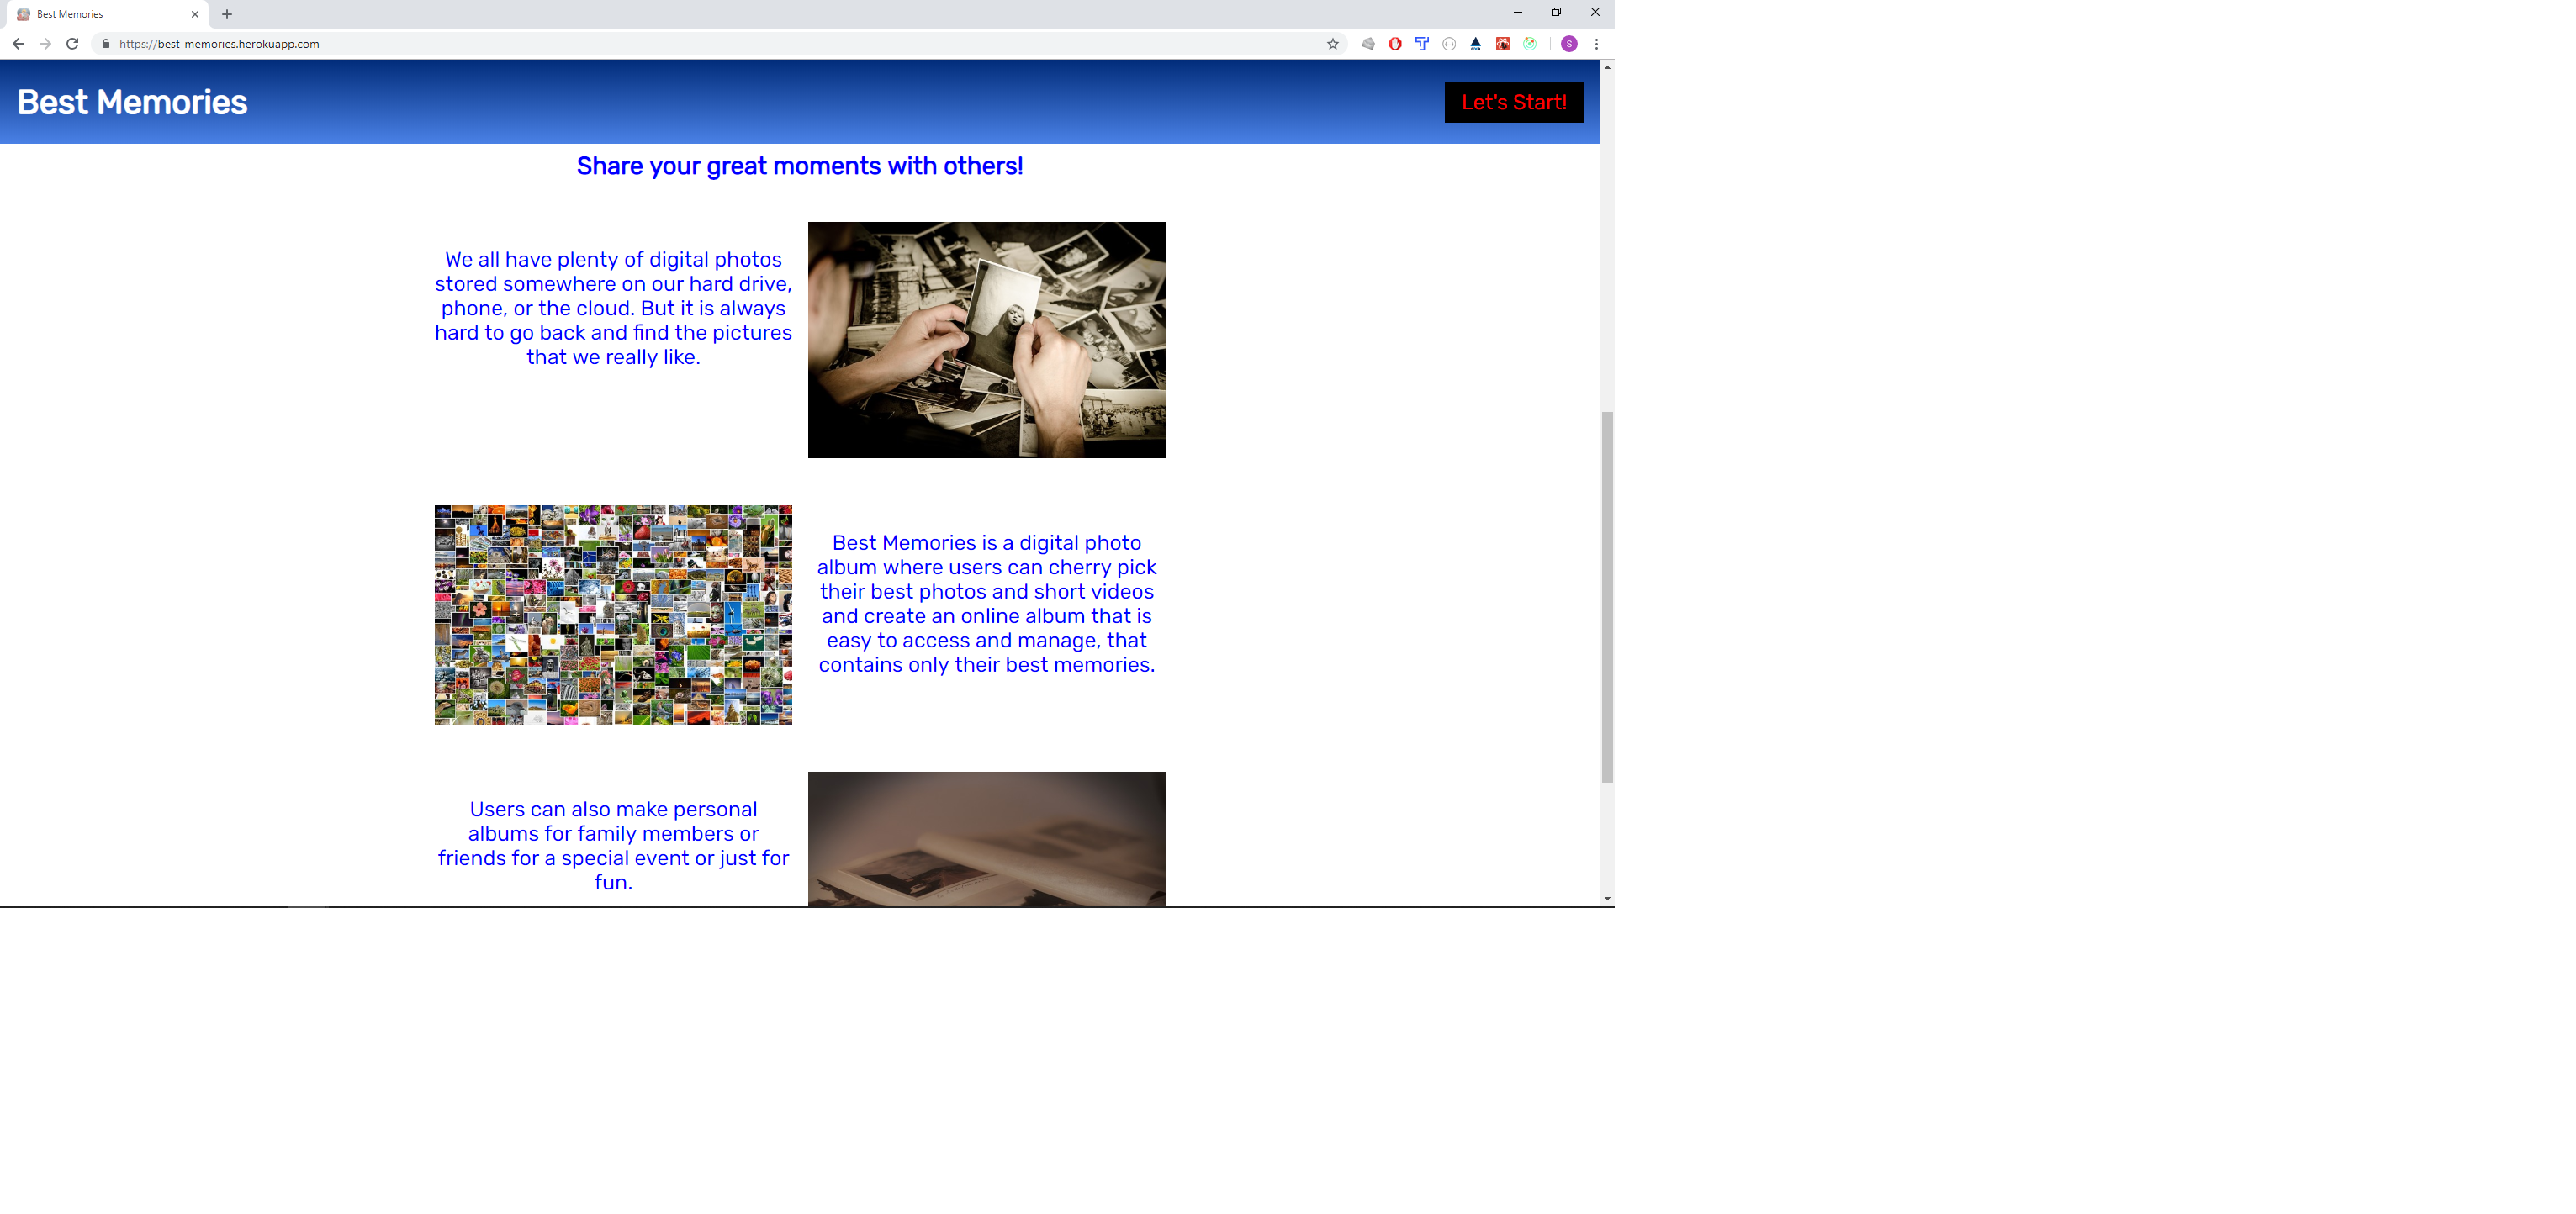 Best Memories
https://best-memories.herokuapp.com
S
Best Memories
Let's Start!
Share your great moments with others!
We all have plenty of digital photos
stored somewhere on our hard drive,
phone, or the cloud. But it is always
hard to go back and find the pictures
that we really like.
Best Memories is a digital photo
album where users can cherry pick
their best photos and short videos
and create an online album that is
easy to access and manage, that
contains only their best memories.
Users can also make personal
albums for family members or
friends for a special event or just for
fun.